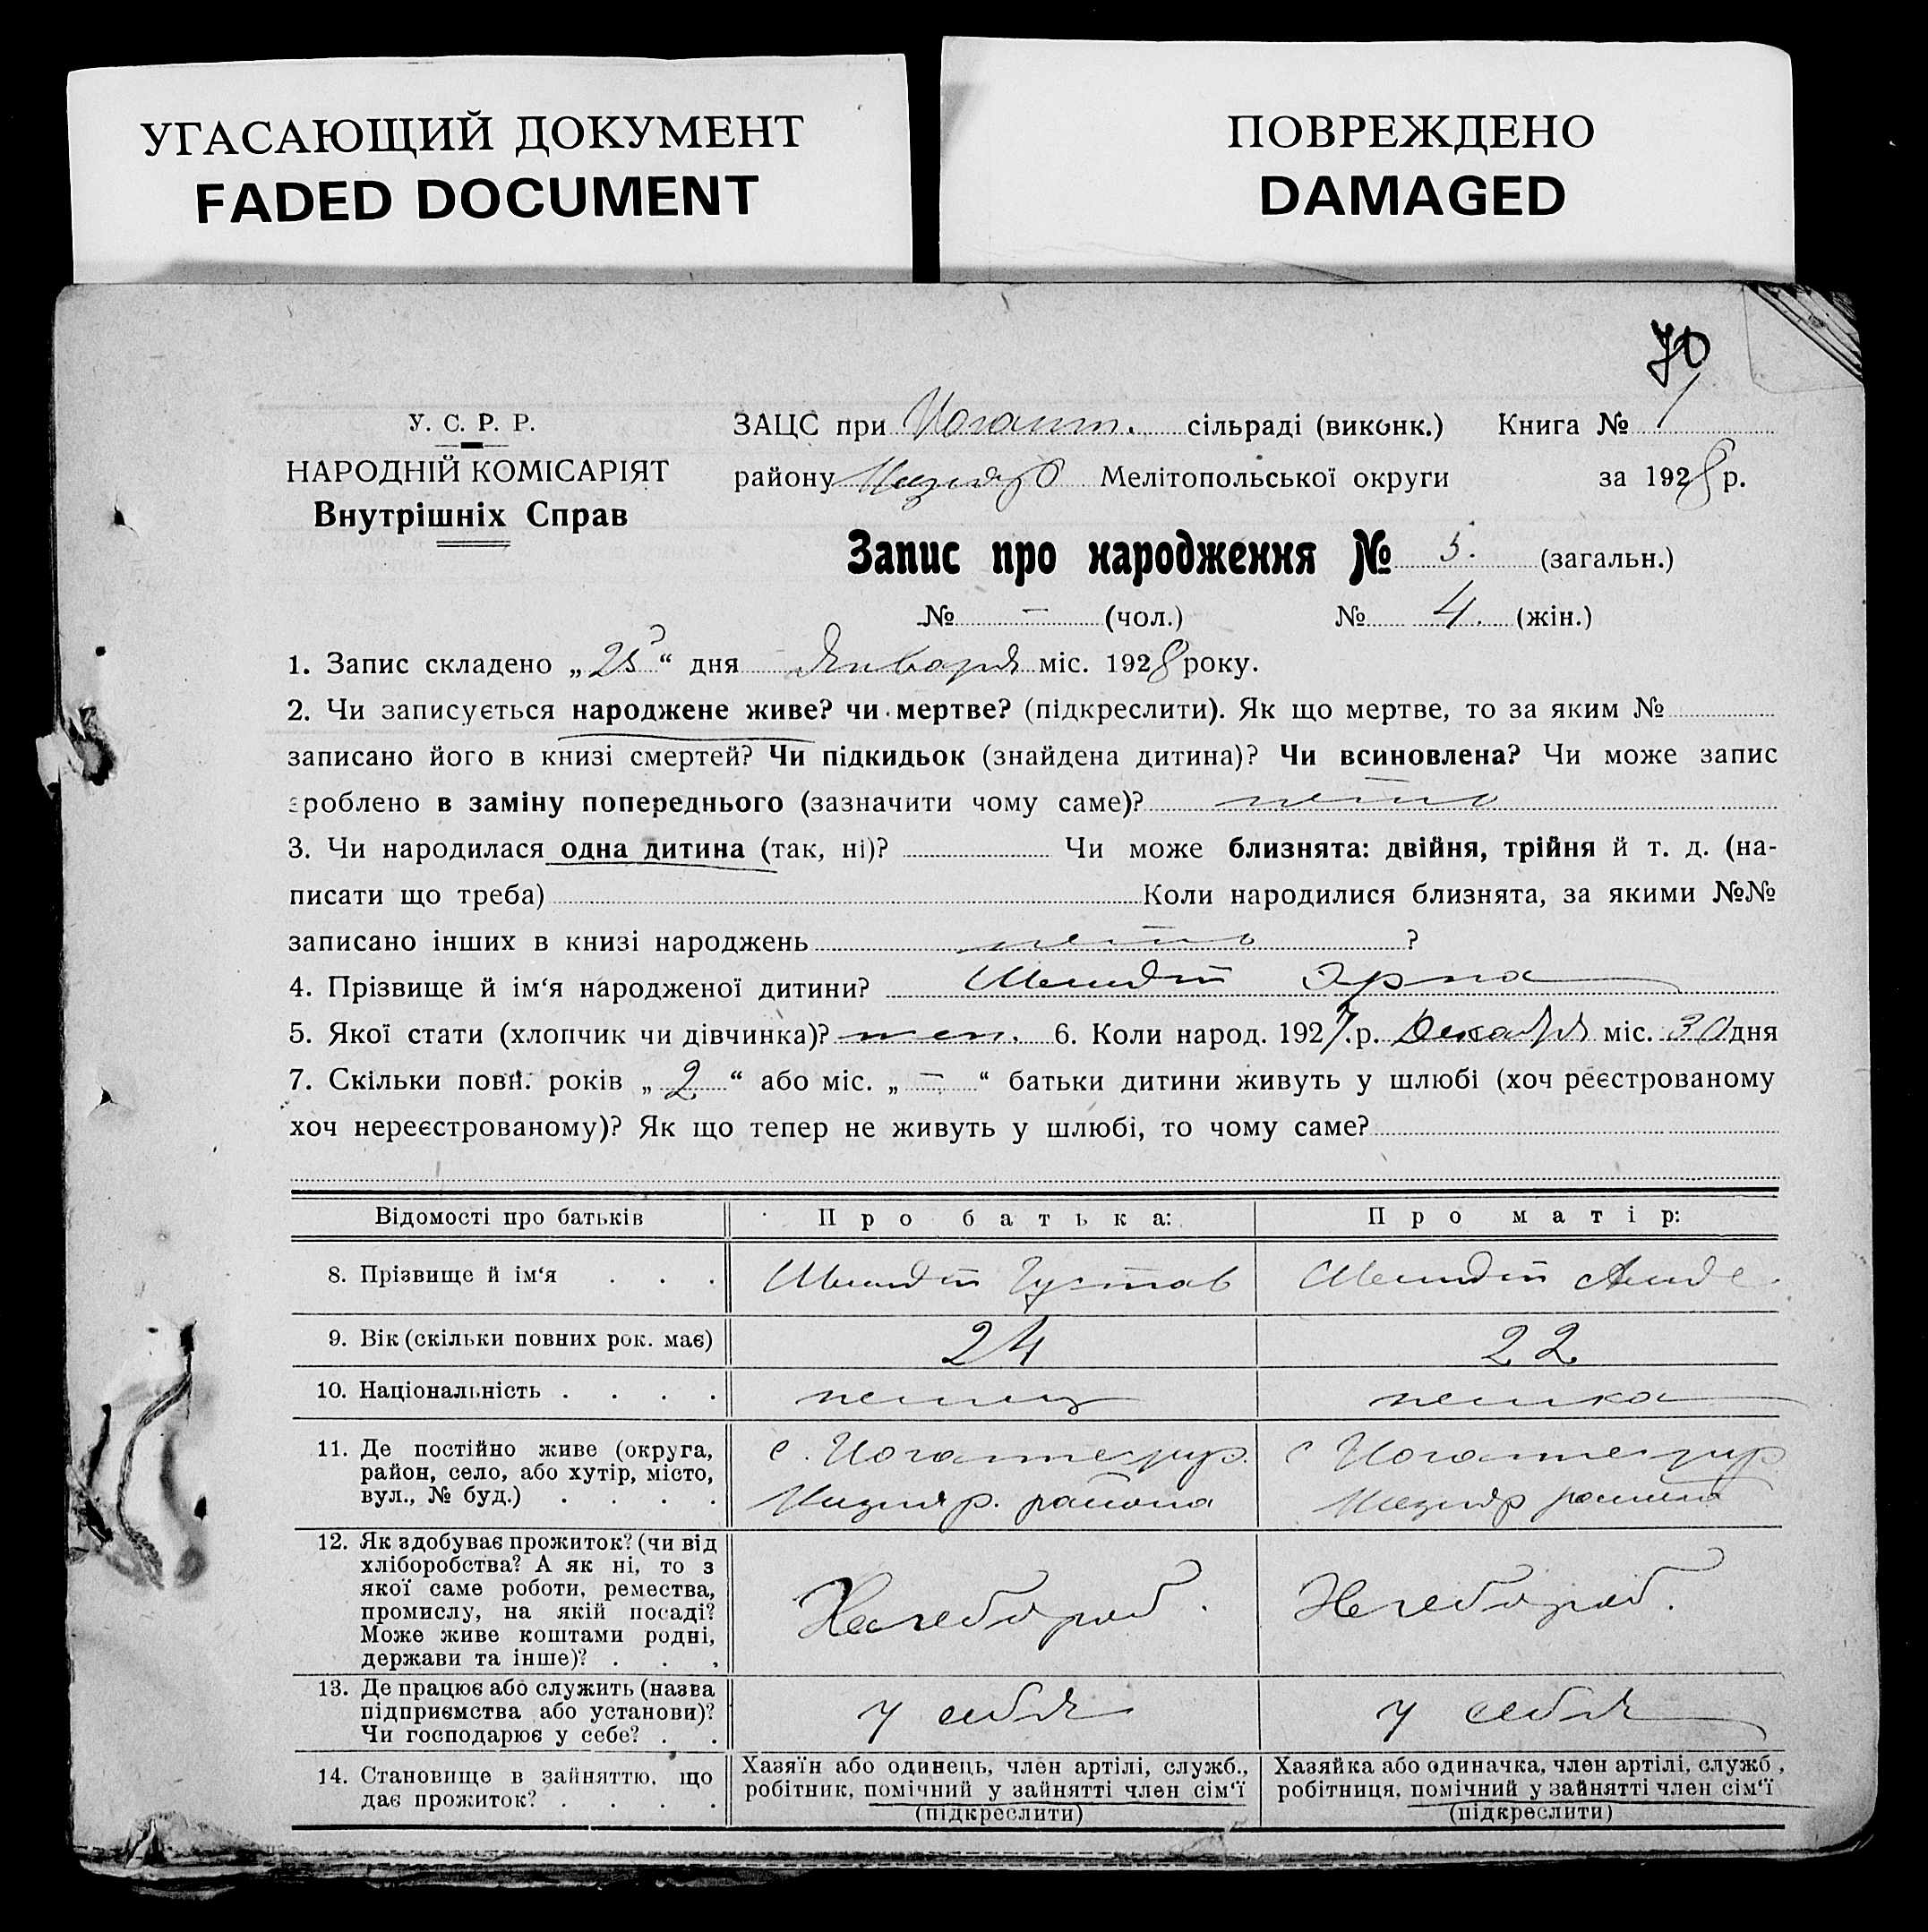 УГАСАЮЩИЙ ДОКУМЕНТ
FADED DOCUMENT
ПОВРЕЖДЕНО
DAMAGED
70
У. С. Р. Р.
НАРОДНІЙ КОМІСАРІЯТ
Внутрішніх Справ
ЗАЦС при сільраді (виконк.) Книга № 1
району Мелітопольської округи за 1928 р.
Запис про народження № 5. (загальн.)
№ – (чол.) № 4. (жін.)
1. Запис складено „25“ дня Января міс. 1928 року.
2. Чи записується народжене живе? чи мертве? (підкреслити). Як що мертве, то за яким №
записано його в книзі смертей? Чи підкидьок (знайдена дитина)? Чи всиновлена? Чи може запис
зроблено в заміну попереднього (зазначити чому саме)? нето
3. Чи народилася одна дитина (так, ні)? Чи може близнята: двійня, трійня й т. д. (на-
писати що треба) Коли народилися близнята, за якими №№
записано інших в книзі народжень нето ?
4. Прізвище й ім‘я народженої дитини? Шмидт Эрна
5. Якої стати (хлопчик чи дівчинка)? жен. 6. Коли народ. 1927 р. Декабря міс. 30 дня
7. Скільки повн. років „2“ або міс. „–“ батьки дитини живуть у шлюбі (хоч реєстрованому
хоч нереєстрованому)? Як що тепер не живуть у шлюбі, то чому саме?
Відомості про батьків Про батька: Про матір:
8. Прізвище й ім‘я . . . Шмидт Густав Шмидт
9. Вік (скільки повних рок. має) 24 22
10. Національність . . . . немец немка
11. Де постійно живе (округа,
район, село, або хутір, місто,
вул., № буд.) . . . .
с. района
с
12. Як здобуває прожиток? (чи від
хліборобства? А як ні, то з
якої саме роботи, ремества,
промислу, на якій посаді?
Може живе коштами родні,
держави та інше)? . . .
Хлебороб. Хлебороб.
13. Де працює або служить (назва
підприємства або установи)?
Чи господарює у себе? . .
у себя у себя
14. Становище в зайняттю, що
дає прожиток? . . . .
Хазяїн або одинець, член артілі, служб.,
робітник, помічний у зайнятті член сім‘ї
(підкреслити)
Хазяйка або одиначка, член артілі, служб ,
робітниця, помічний у зайнятті член сім‘ї
(підкреслити)